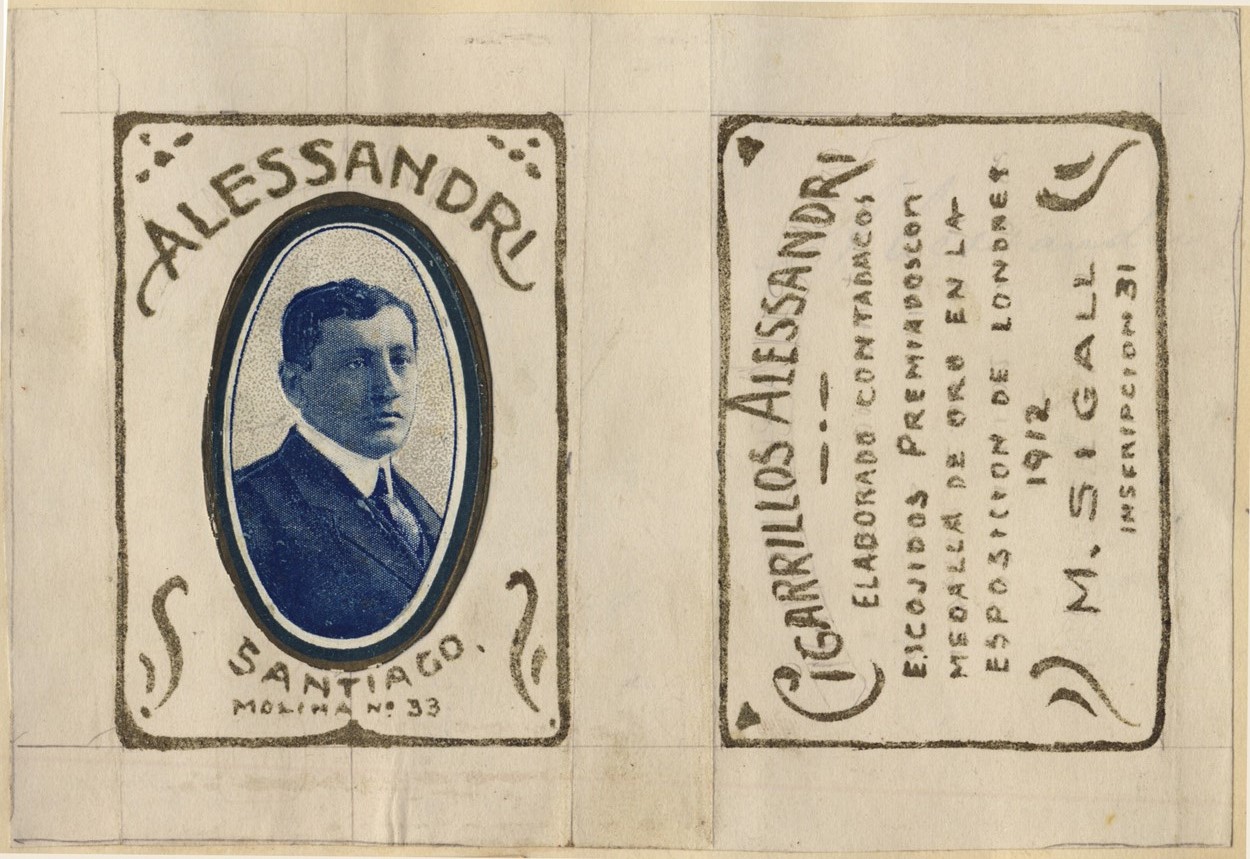 ALESSANDRI
SANTIAGO.
MOLINA Nº 33
CIGARRILLOS ALESSANDRI
ELABORADO CON TABACOS
ESCOJIDOS PREMIADOS CON
MEDALLA DE ORO EN LA
ESPOSICION DE LONDRES
1912
M. SIGALL
INSCRIPCION 31